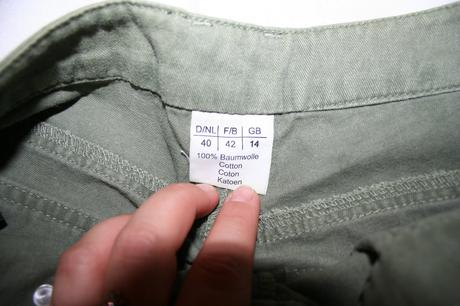 D/NL F/B GB
40 42 14
100% Baumwolle
Cotton
Coton
Katoen